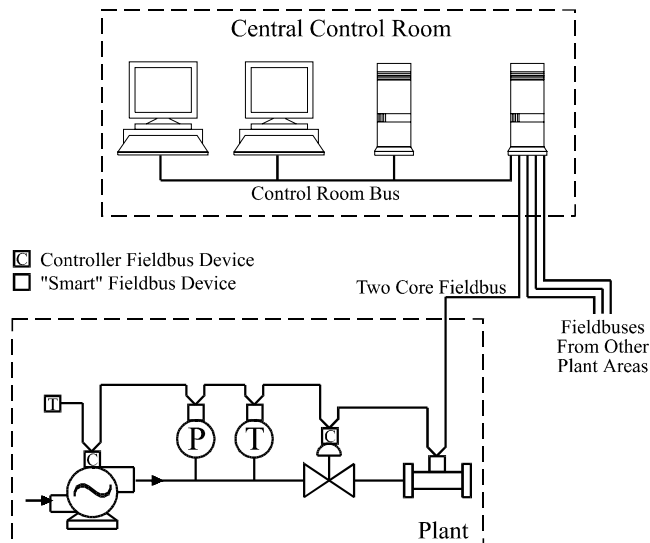 Central Control Room
Control Room Bus
C Controller Fieldbus Device
"Smart" Fieldbus Device
Two Core Fieldbus
Fieldbuses
From Other
Plant Areas
T
P
T
C
C
Plant